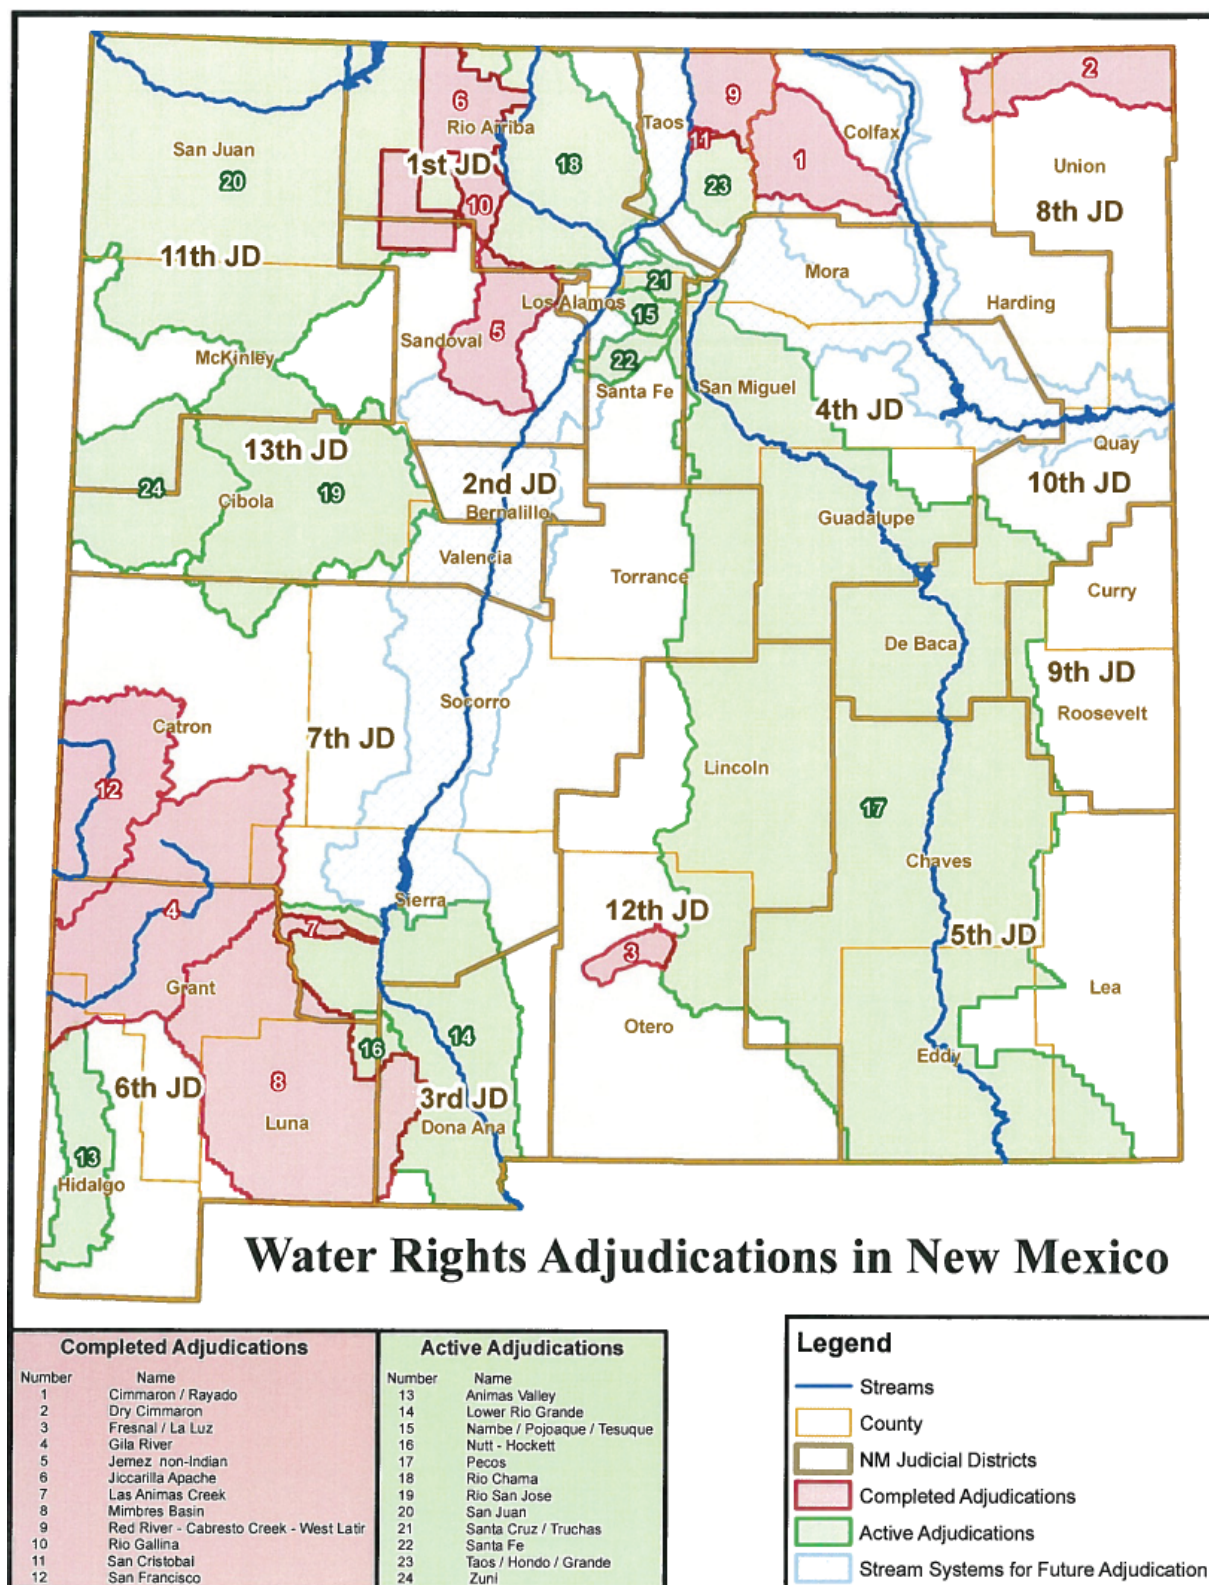 6
Rio Arriba
1st JD
10
18
Taos
9
11
23
1
Colfax
2
Union
8th JD
San Juan
20
11th JD
McKinley
Sandoval
5
Los Alamos
21
15
22
Santa Fe
Mora
Harding
San Miguel
4th JD
Quay
10th JD
13th JD
24
Cibola
19
2nd JD
Bernalillo
Valencia
Torrance
Guadalupe
Curry
De Baca
9th JD
Roosevelt
Catron
12
7th JD
Socorro
Lincoln
17
Chaves
4
Grant
7
Sierra
12th JD
3
5th JD
Lea
Otero
Eddy
14
16
6th JD
8
Luna
3rd JD
Dona Ana
13
Hidalgo
Water Rights Adjudications in New Mexico
Completed Adjudications
Number Name
1 Cimmaron / Rayado
2 Dry Cimmaron
3 Fresnal / La Luz
4 Gila River
5 Jemez non-Indian
6 Jiccarilla Apache
7 Las Animas Creek
8 Mimbres Basin
9 Red River - Cabresto Creek - West Latir
10 Rio Gallina
11 San Cristobal
12 San Francisco
Active Adjudications
Number Name
13 Animas Valley
14 Lower Rio Grande
15 Nambe / Pojoaque / Tesuque
16 Nutt - Hockett
17 Pecos
18 Rio Chama
19 Rio San Jose
20 San Juan
21 Santa Cruz / Truchas
22 Santa Fe
23 Taos / Hondo / Grande
24 Zuni
Legend
Streams
County
NM Judicial Districts
Completed Adjudications
Active Adjudications
Stream Systems for Future Adjudication